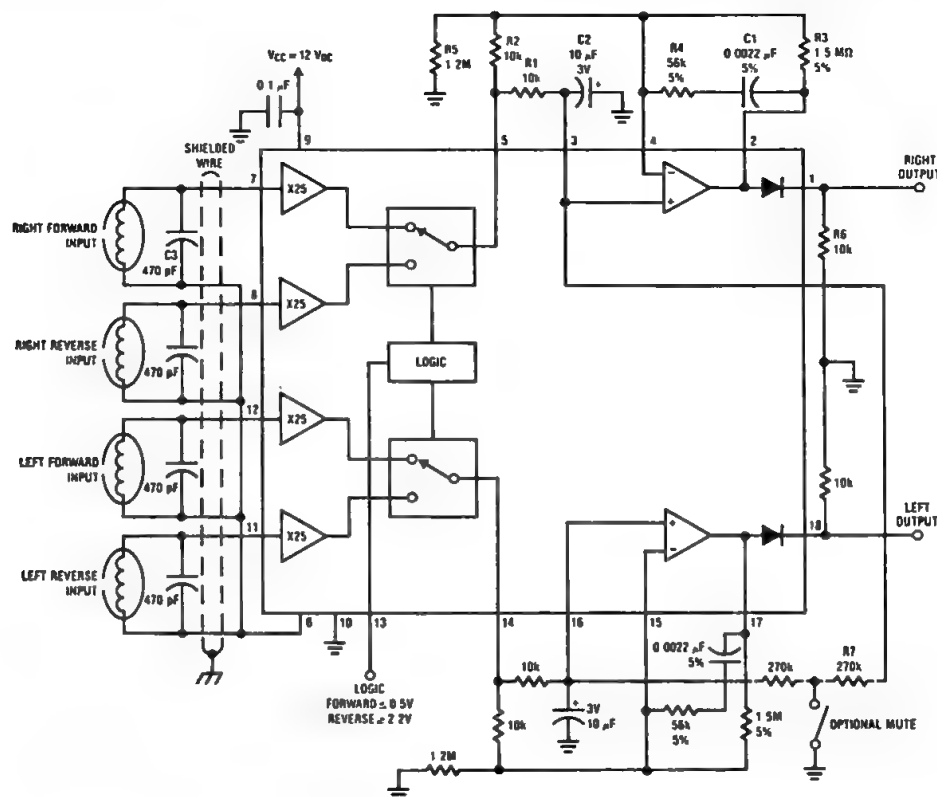 R5
1 2M
R2
10k
R1
10k
C2
10 µF
3V
+
R4
56k
5%
C1
0 0022 µF
5%
R3
1 5 MΩ
5%
VCC = 12 VDC
0 1 µF
SHIELDED
WIRE
9
5
3
4
2
7
X25
1
RIGHT
OUTPUT
RIGHT FORWARD
INPUT
C3
470 pF
−
+
R6
10k
8
X25
RIGHT REVERSE
INPUT
470 pF
LOGIC
12
X25
LEFT FORWARD
INPUT
470 pF
10k
11
X25
+
−
18
LEFT
OUTPUT
LEFT REVERSE
INPUT
470 pF
6
10
13
14
16
15
17
0 0022 µF
5%
LOGIC
FORWARD ≤ 0 5V
REVERSE ≥ 2 2V
10k
270k
R7
270k
+
3V
10 µF
10k
56k
5%
1 5M
5%
OPTIONAL MUTE
1 2M